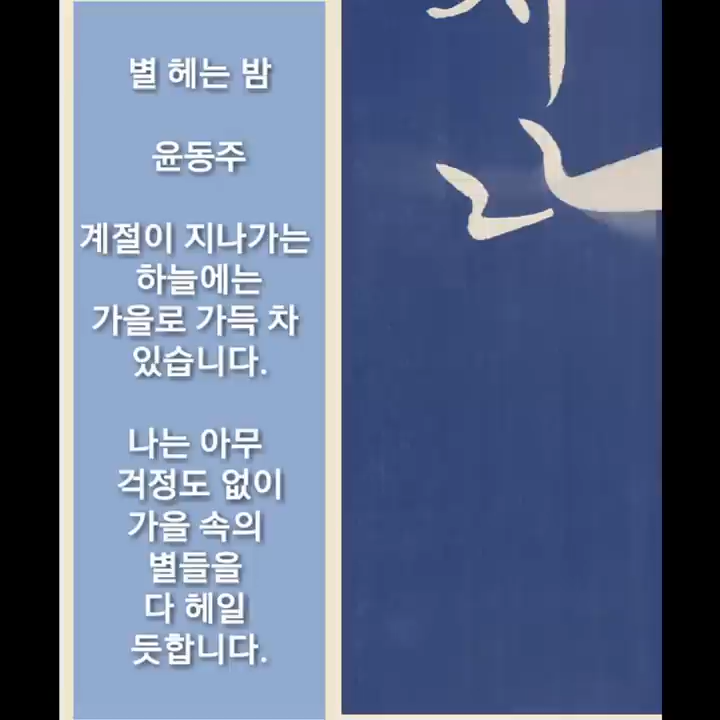 별 헤는 밤
윤동주
계절이 지나가는
하늘에는
가을로 가득 차
있습니다.
나는 아무
걱정도 없이
가을 속의
별들을
다 헤일
듯합니다.